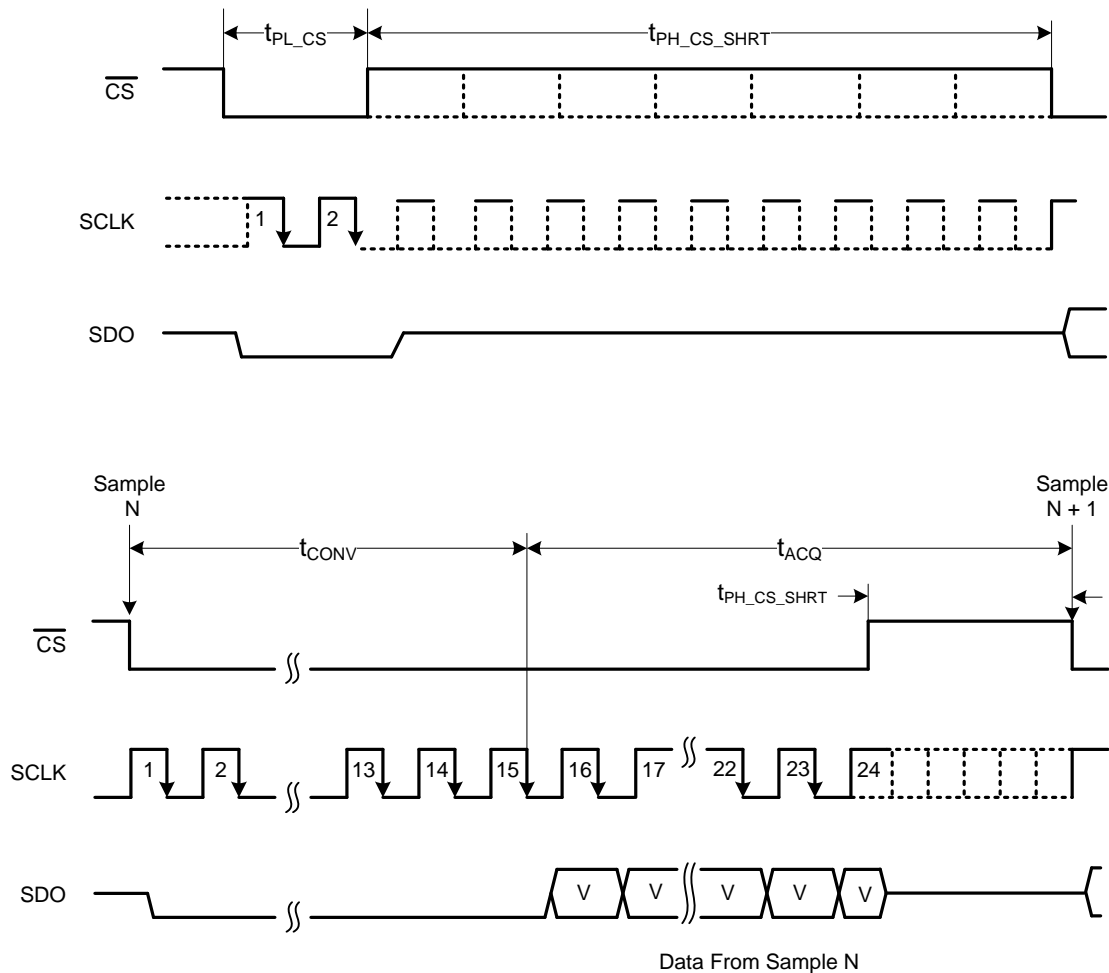 tPL_CS tPH_CS_SHRT
CS
SCLK 1 2
SDO
Sample N Sample N + 1
tCONV tACQ
tPH_CS_SHRT
CS
SCLK 1 2 13 14 15 16 17 22 23 24
SDO V V V V V
Data From Sample N